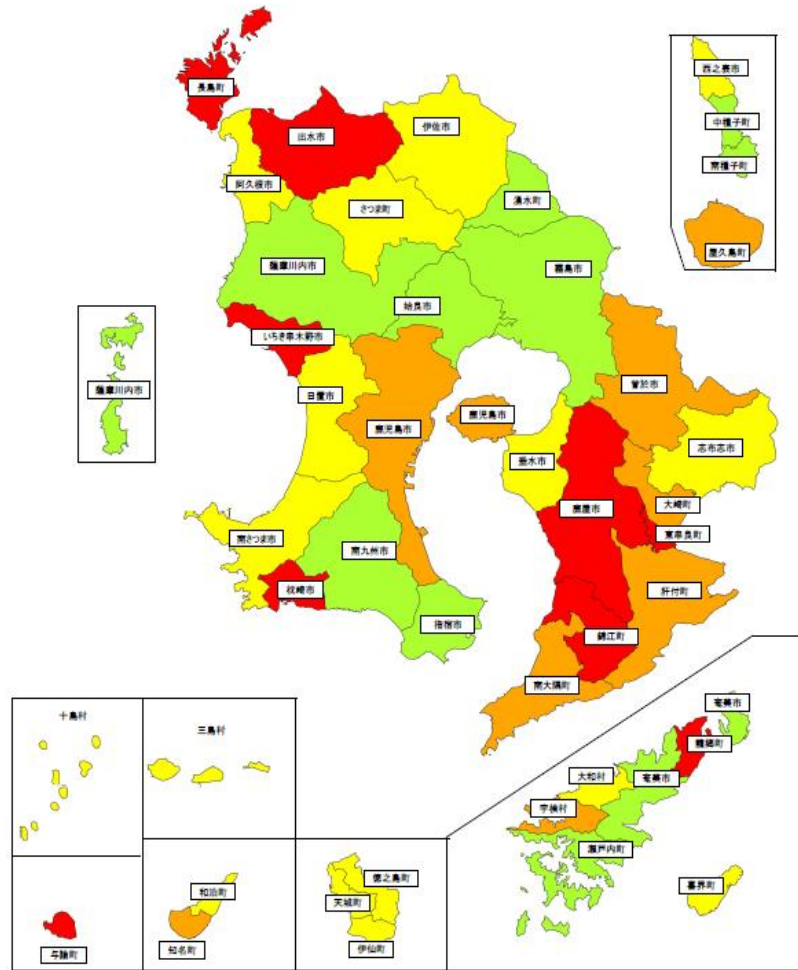 西之表市
長島町
中種子町
出水市
伊佐市
南種子町
阿久根市
湧水町
さつま町
屋久島町
薩摩川内市
霧島市
姶良市
いちき串木野市
薩摩川内市
日置市
曽於市
鹿児島市
鹿児島市
志布志市
垂水市
大崎町
鹿屋市
東串良町
南さつま市
南九州市
枕崎市
肝付町
指宿市
錦江町
南大隅町
十島村
三島村
奄美市
龍郷町
大和村
奄美市
宇検村
瀬戸内町
徳之島町
和泊町
天城町
喜界町
与論町
知名町
伊仙町